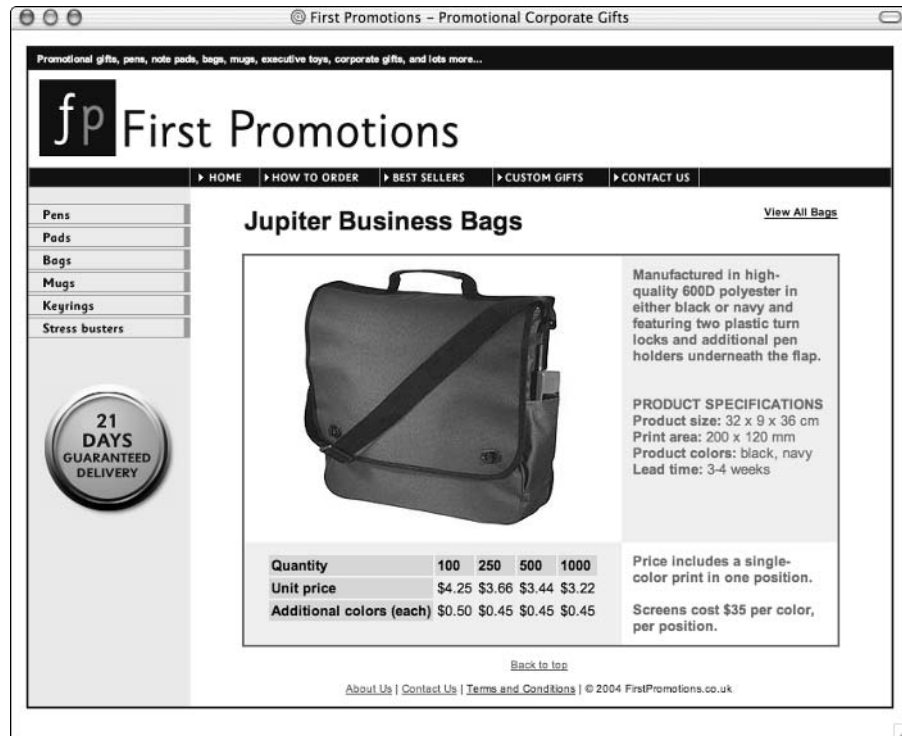 First Promotions – Promotional Corporate Gifts
Promotional gifts, pens, note pads, bags, mugs, executive toys, corporate gifts, and lots more...
fp First Promotions
HOME HOW TO ORDER BEST SELLERS CUSTOM GIFTS CONTACT US
Pens
Pads
Bags
Mugs
Keyrings
Stress busters
21
DAYS
GUARANTEED
DELIVERY
Jupiter Business Bags
View All Bags
Manufactured in high-
quality 600D polyester in
either black or navy and
featuring two plastic turn
locks and additional pen
holders underneath the flap.
PRODUCT SPECIFICATIONS
Product size: 32 x 9 x 36 cm
Print area: 200 x 120 mm
Product colors: black, navy
Lead time: 3-4 weeks
Quantity 100 250 500 1000
Unit price $4.25 $3.66 $3.44 $3.22
Additional colors (each) $0.50 $0.45 $0.45 $0.45
Price includes a single-
color print in one position.
Screens cost $35 per color,
per position.
Back to top
About Us | Contact Us | Terms and Conditions | © 2004 FirstPromotions.co.uk